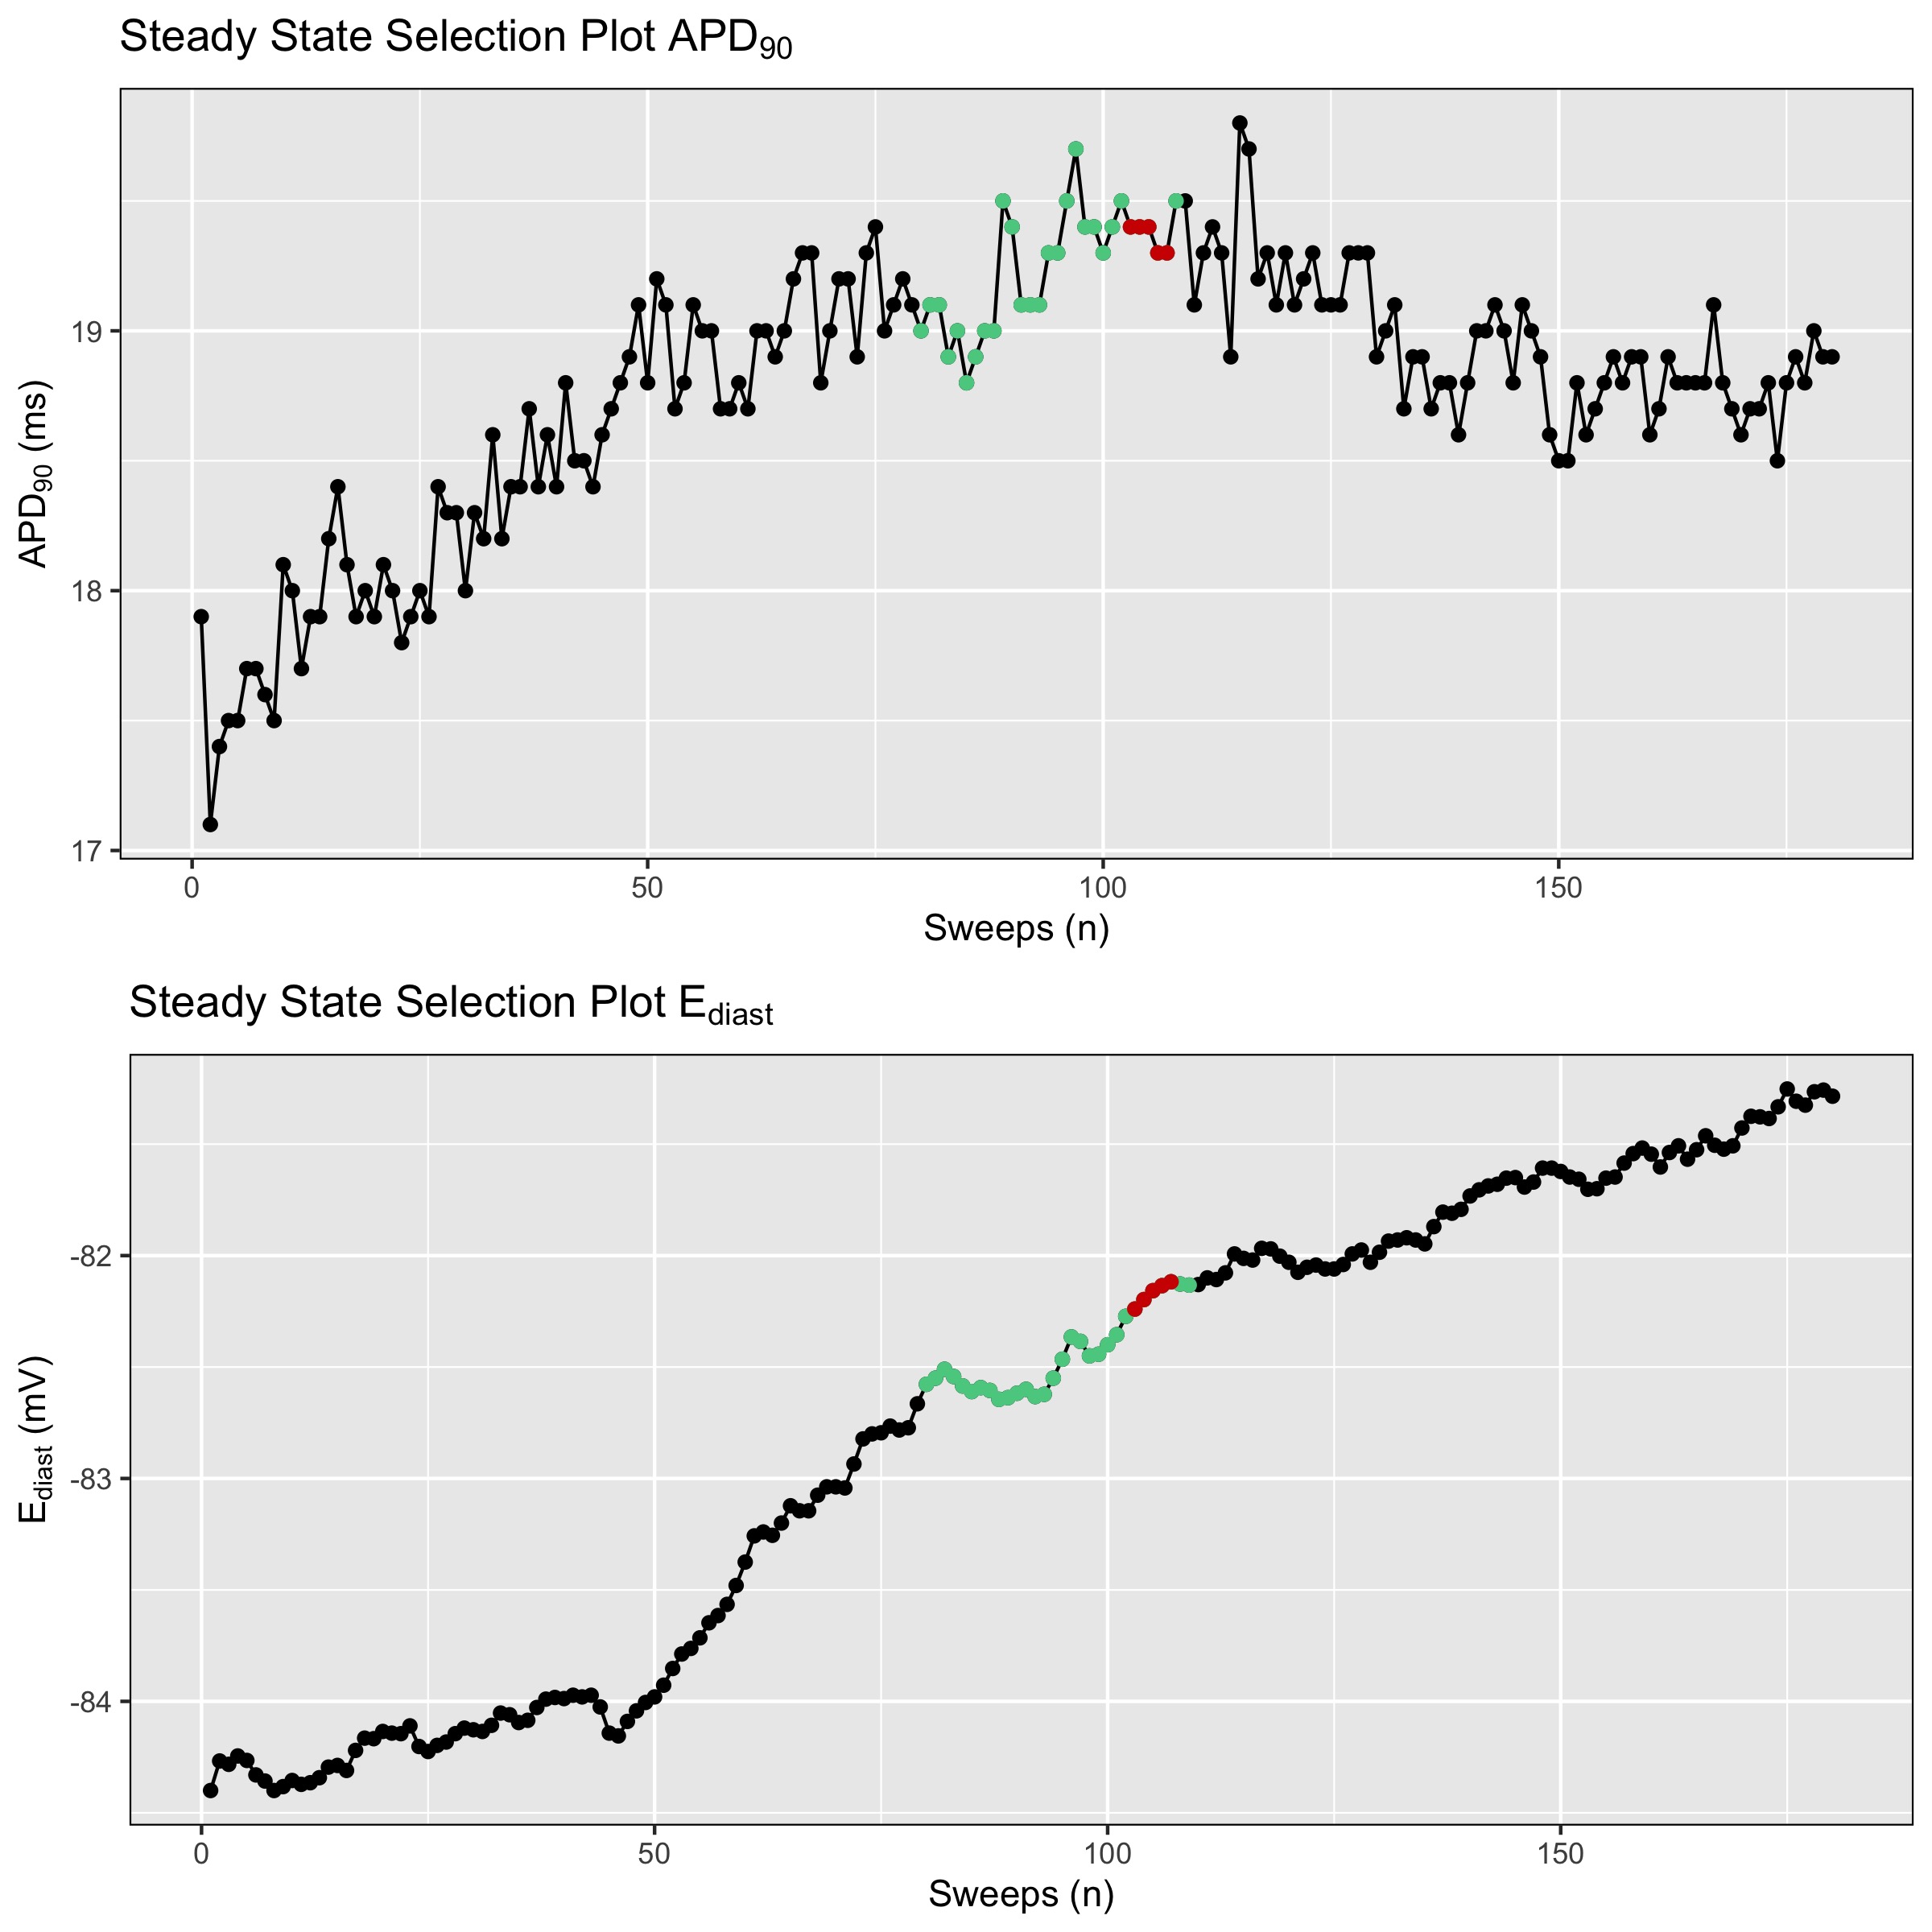 Steady State Selection Plot APD90
APD90 (ms)
19
18
17
0 50 100 150
Sweeps (n)
Steady State Selection Plot Ediast
Ediast (mV)
-82
-83
-84
0 50 100 150
Sweeps (n)